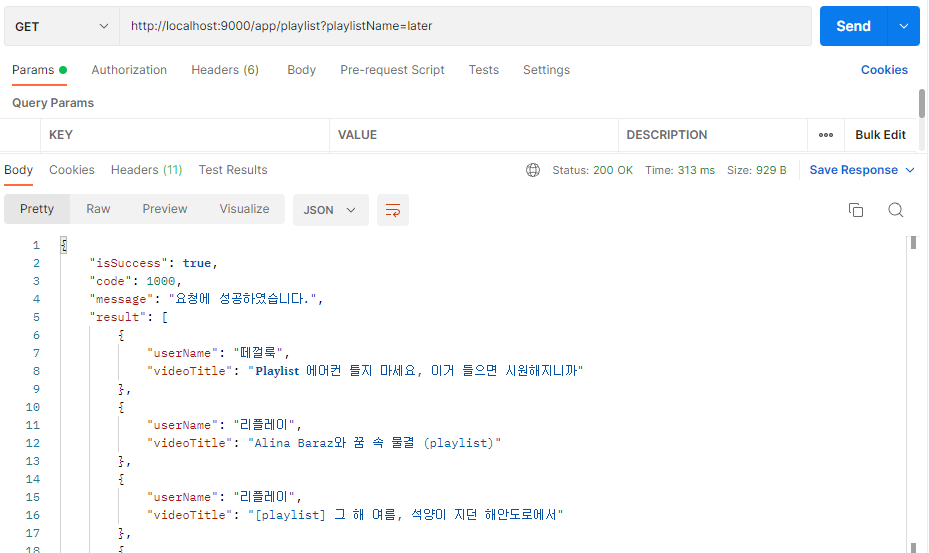 GET http://localhost:9000/app/playlist?playlistName=later Send
Params Authorization Headers (6) Body Pre-request Script Tests Settings Cookies
Query Params
KEY VALUE DESCRIPTION ••• Bulk Edit
Body Cookies Headers (11) Test Results Status: 200 OK Time: 313 ms Size: 929 B Save Response
Pretty Raw Preview Visualize JSON
1 {
2 "isSuccess": true,
3 "code": 1000,
4 "message": "요청에 성공하였습니다.",
5 "result": [
6 {
7 "userName": "떼껄룩",
8 "videoTitle": "Playlist 에어컨 틀지 마세요, 이거 들으면 시원해지니까"
9 },
10 {
11 "userName": "리플레이",
12 "videoTitle": "Alina Baraz와 꿈 속 물결 (playlist)"
13 },
14 {
15 "userName": "리플레이",
16 "videoTitle": "[playlist] 그 해 여름, 석양이 지던 해안도로에서"
17 },
18 {